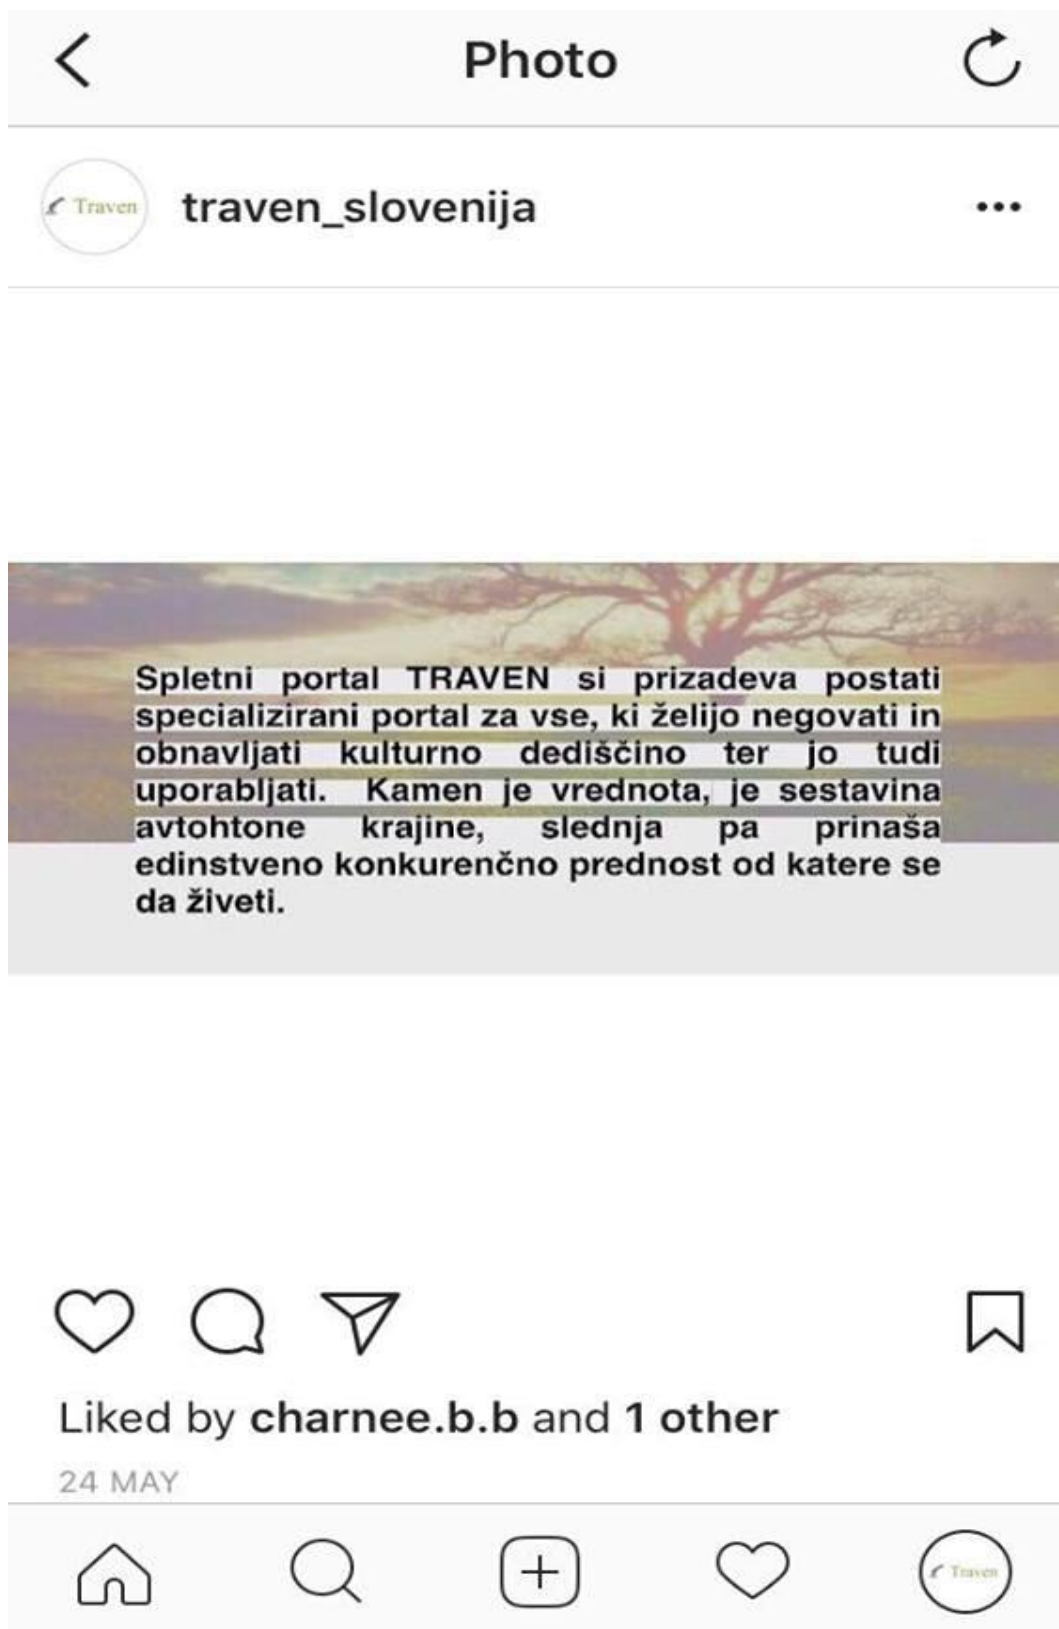 Photo
Traven
traven_slovenija
Spletni portal TRAVEN si prizadeva postati
specializirani portal za vse, ki želijo negovati in
obnavljati kulturno dediščino ter jo tudi
uporabljati. Kamen je vrednota, je sestavina
avtohtone krajine, slednja pa prinaša
edinstveno konkurenčno prednost od katere se
da živeti.
Liked by charnee.b.b and 1 other
24 MAY
Traven